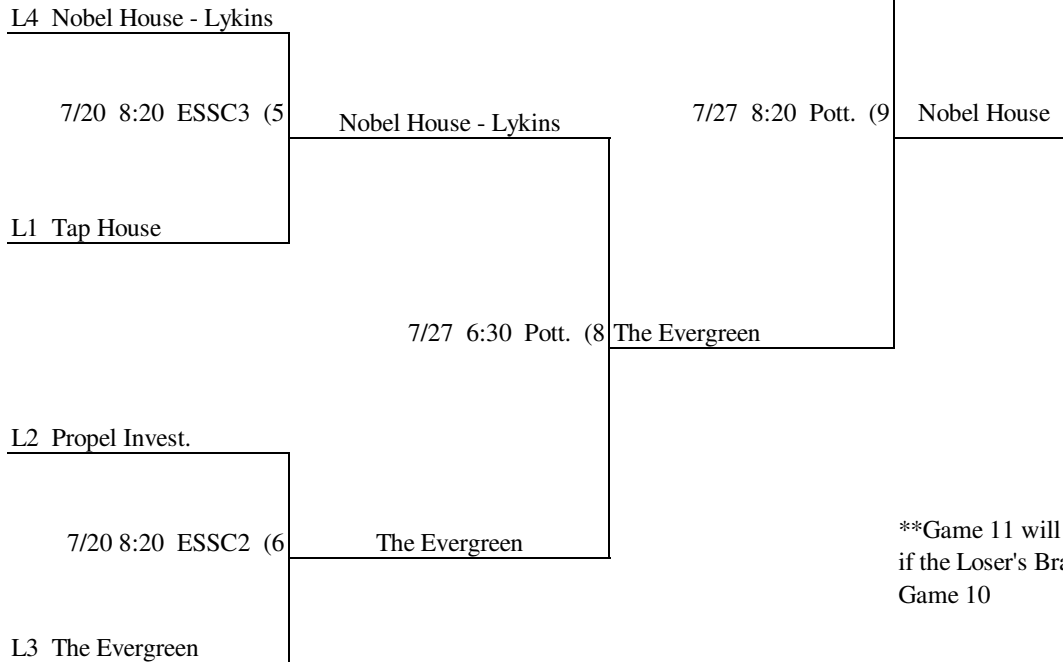 L4 Nobel House - Lykins
7/20 8:20 ESSC3 (5
Nobel House - Lykins
7/27 8:20 Pott. (9
Nobel House
L1 Tap House
7/27 6:30 Pott. (8
The Evergreen
L2 Propel Invest.
7/20 8:20 ESSC2 (6
The Evergreen
**Game 11 will
if the Loser's Bra
Game 10
L3 The Evergreen